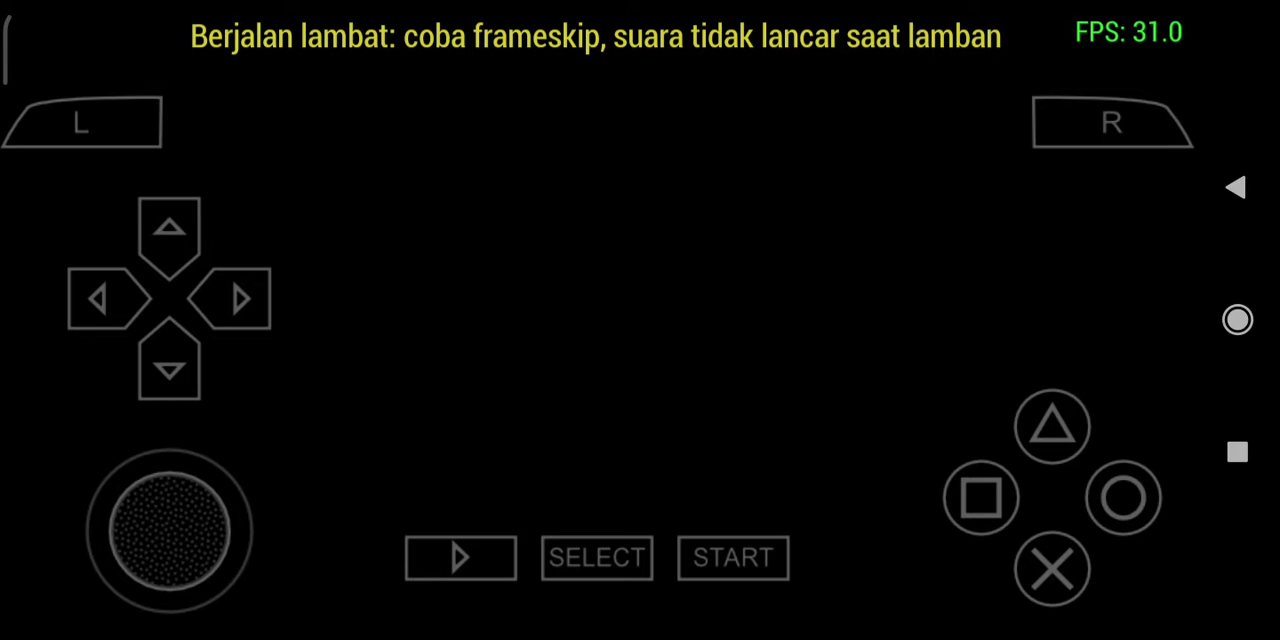 Berjalan lambat: coba frameskip, suara tidak lancar saat lamban
FPS: 31.0
L
R
SELECT
START